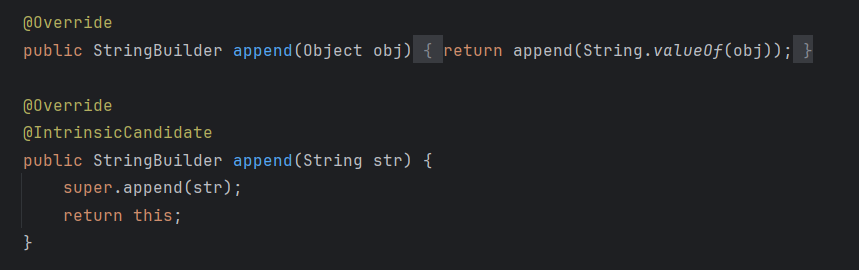 @Override
public StringBuilder append(Object obj) { return append(String.valueOf(obj)); }
@Override
@IntrinsicCandidate
public StringBuilder append(String str) {
super.append(str);
return this;
}